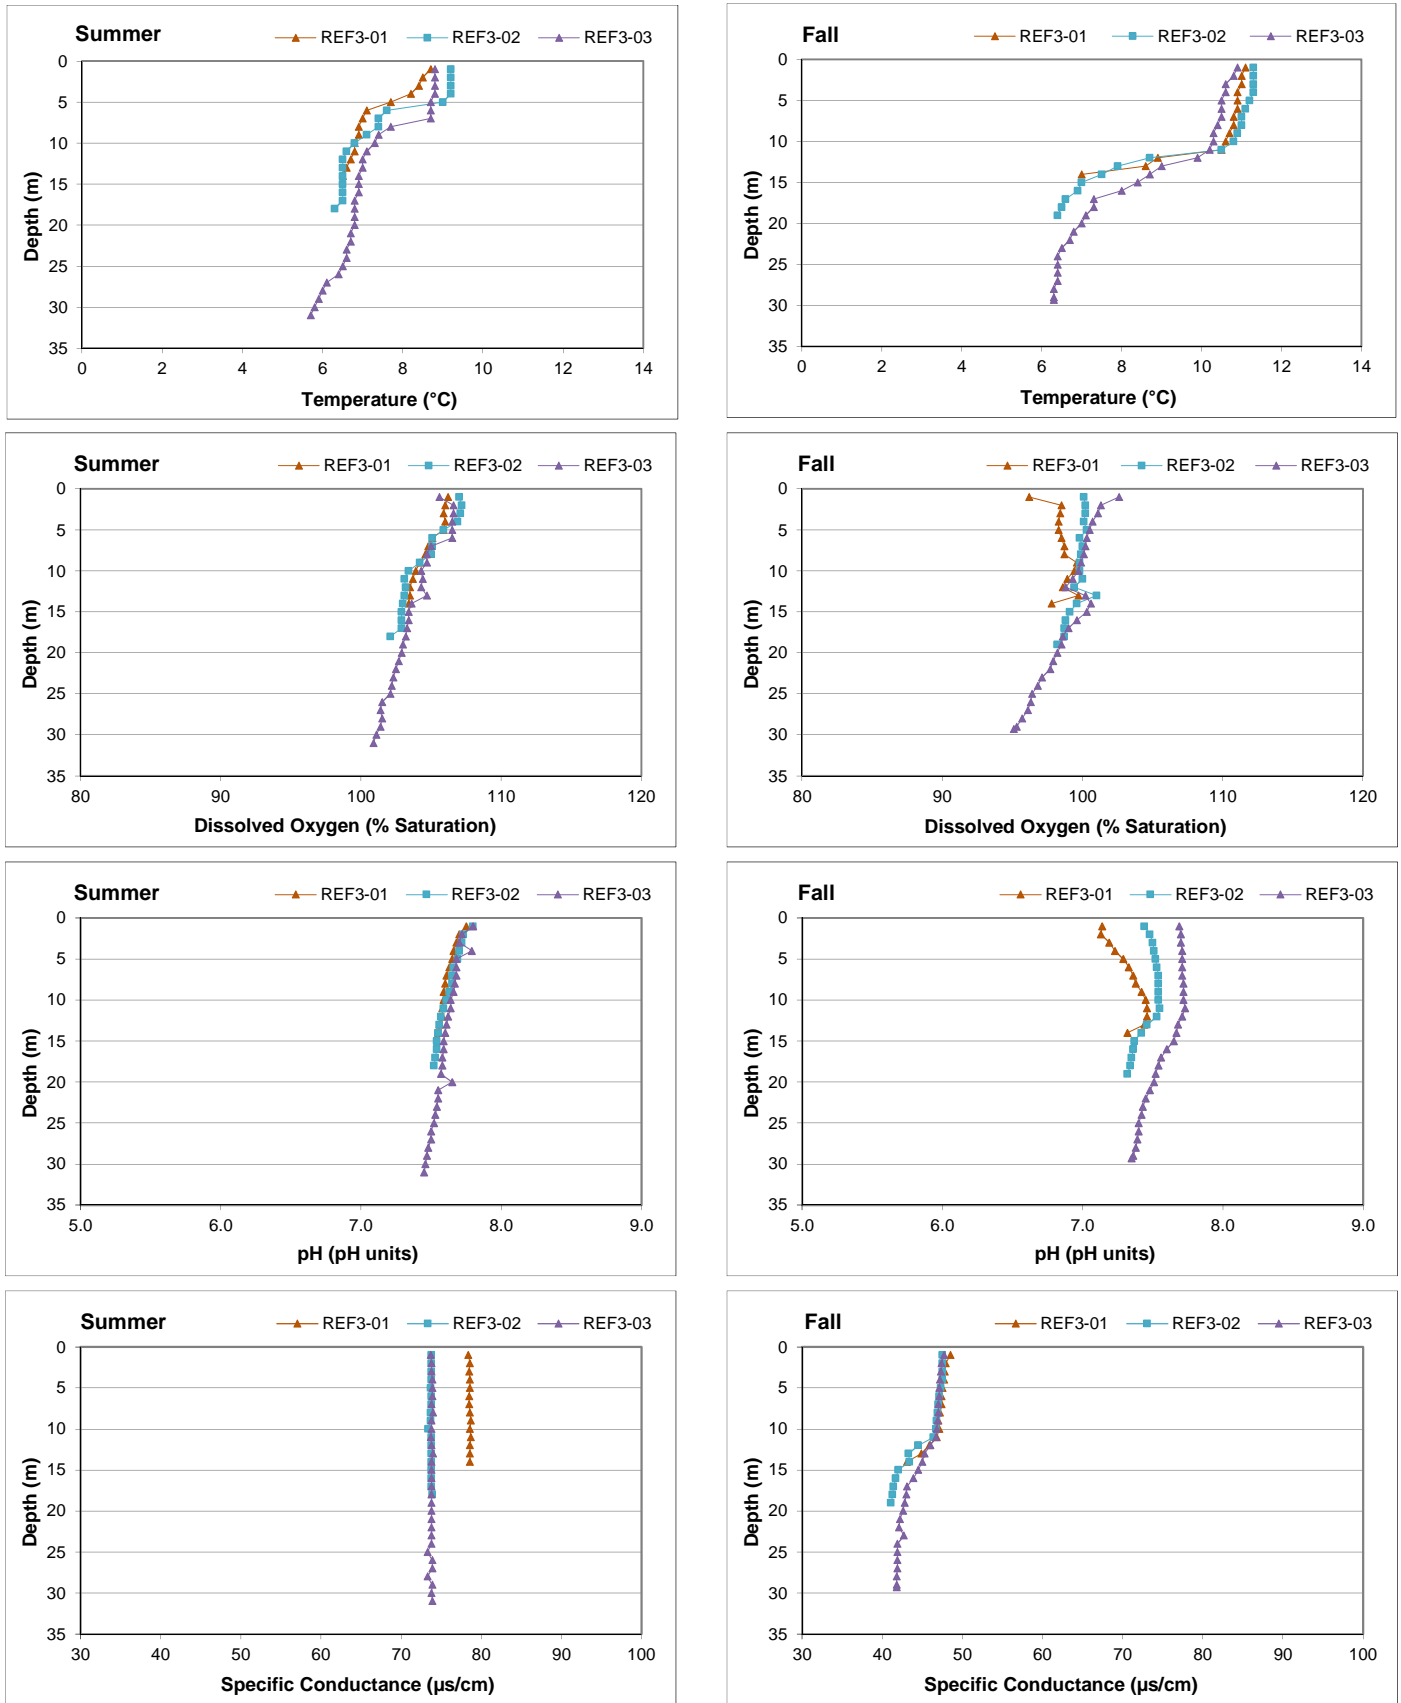 Summer
REF3-01 REF3-02 REF3-03
0
5
10
15
20
25
30
35
Depth (m)
0 2 4 6 8 10 12 14
Temperature (°C)
Fall
REF3-01 REF3-02 REF3-03
0
5
10
15
20
25
30
35
Depth (m)
0 2 4 6 8 10 12 14
Temperature (°C)
Summer
REF3-01 REF3-02 REF3-03
0
5
10
15
20
25
30
35
Depth (m)
80 90 100 110 120
Dissolved Oxygen (% Saturation)
Fall
REF3-01 REF3-02 REF3-03
0
5
10
15
20
25
30
35
Depth (m)
80 90 100 110 120
Dissolved Oxygen (% Saturation)
Summer
REF3-01 REF3-02 REF3-03
0
5
10
15
20
25
30
35
Depth (m)
5.0 6.0 7.0 8.0 9.0
pH (pH units)
Fall
REF3-01 REF3-02 REF3-03
0
5
10
15
20
25
30
35
Depth (m)
5.0 6.0 7.0 8.0 9.0
pH (pH units)
Summer
REF3-01 REF3-02 REF3-03
0
5
10
15
20
25
30
35
Depth (m)
30 40 50 60 70 80 90 100
Specific Conductance (µs/cm)
Fall
REF3-01 REF3-02 REF3-03
0
5
10
15
20
25
30
35
Depth (m)
30 40 50 60 70 80 90 100
Specific Conductance (µs/cm)